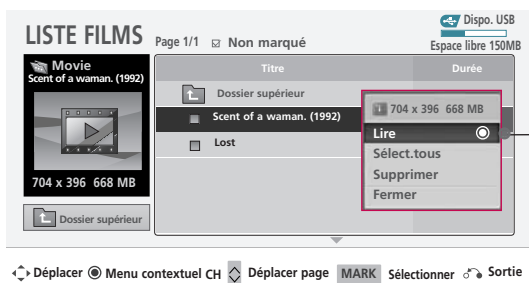 LISTE FILMS
Page 1/1 Non marqué
Dispo. USB
Espace libre 150MB
Movie
Scent of a waman. (1992)
704 x 396 668 MB
Dossier supérieur
Titre Durée
Dossier supérieur
Scent of a waman. (1992)
Lost
704 x 396 668 MB
Lire
Sélect.tous
Supprimer
Fermer
Déplacer Menu contextuel CH Déplacer page MARK Sélectionner Sortie